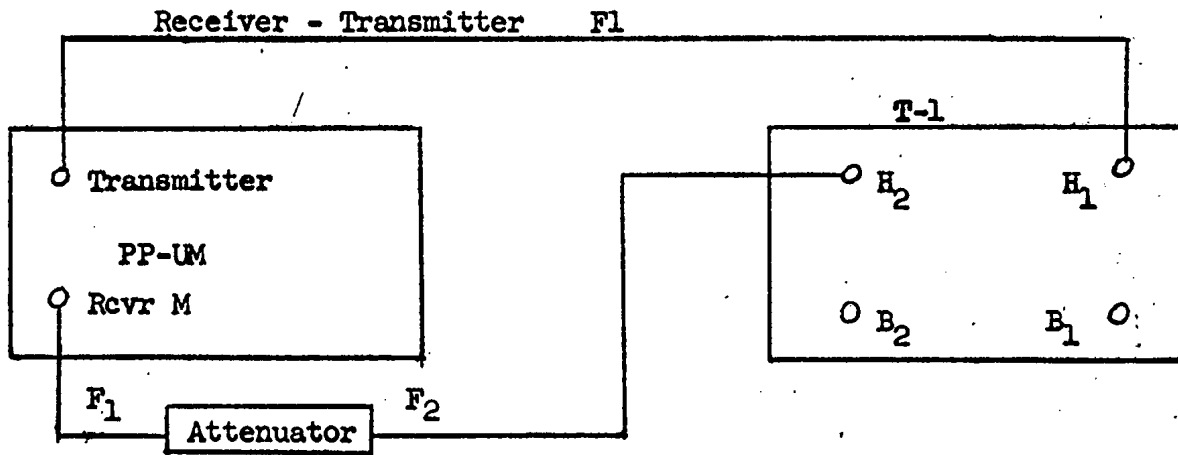 Receiver - Transmitter F1
T-1
Transmitter
H₂ H₁
PP-UM
Rcvr M
B₂ B₁
F₁ F₂
Attenuator